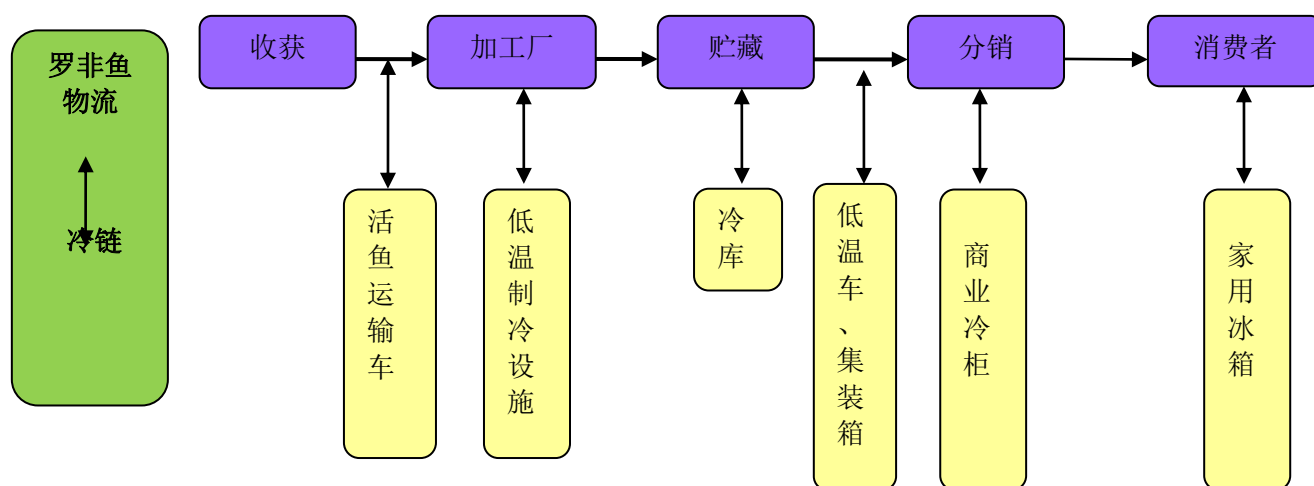 罗非鱼
物流
冷链
收获
加工厂
贮藏
分销
消费者
活鱼运输车
低温制冷设施
冷库
低温车、集装箱
商业冷柜
家用冰箱